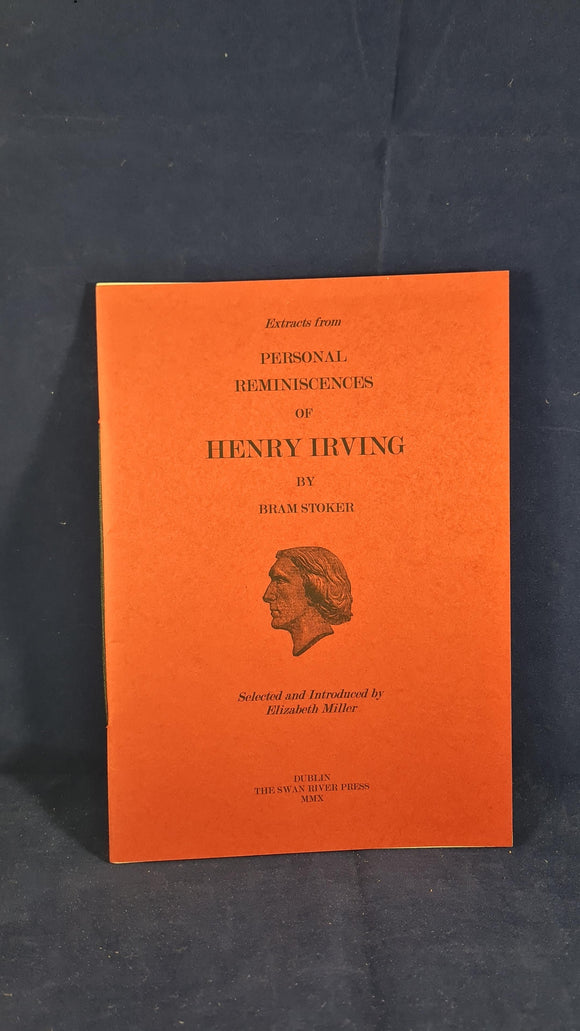 Extracts from
PERSONAL
REMINISCENCES
OF
HENRY IRVING
BY
BRAM STOKER
Selected and Introduced by
Elizabeth Miller
DUBLIN
THE SWAN RIVER PRESS
MMX